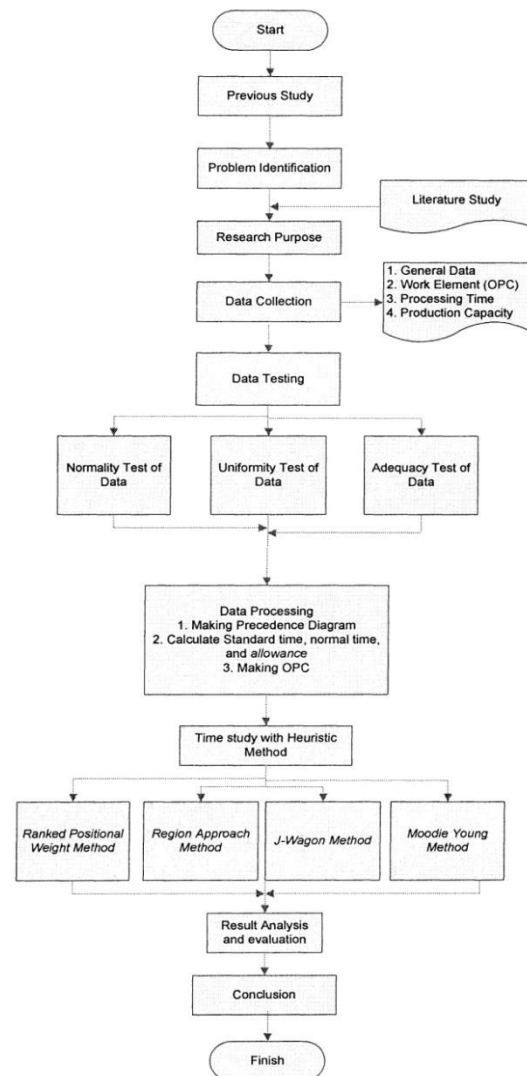 Start
Previous Study
Problem Identification
Literature Study
Research Purpose
Data Collection
1. General Data
2. Work Element (OPC)
3. Processing Time
4. Production Capacity
Data Testing
Normality Test of
Data
Uniformity Test of
Data
Adequacy Test of
Data
Data Processing
1. Making Precedence Diagram
2. Calculate Standard time, normal time,
and allowance
3. Making OPC
Time study with Heuristic
Method
Ranked Positional
Weight Method
Region Approach
Method
J-Wagon Method
Moodie Young
Method
Result Analysis
and evaluation
Conclusion
Finish